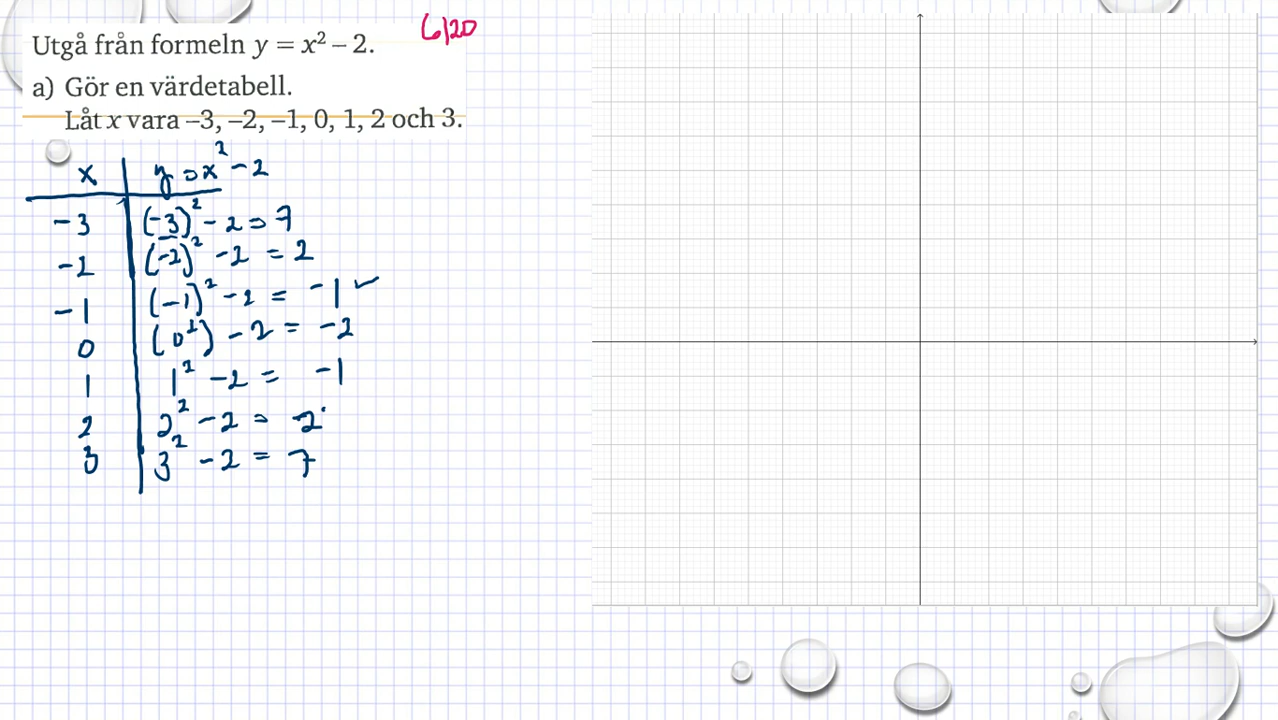 Utgå från formeln y = x² – 2.
6|20
a) Gör en värdetabell.
Låt x vara –3, –2, –1, 0, 1, 2 och 3.
x | y = x² - 2
-3 | (-3)² - 2 = 7
-2 | (-2)² - 2 = 2
-1 | (-1)² - 2 = -1 ✓
0 | (0²) - 2 = -2
1 | 1² - 2 = -1
2 | 2² - 2 = 2
3 | 3² - 2 = 7